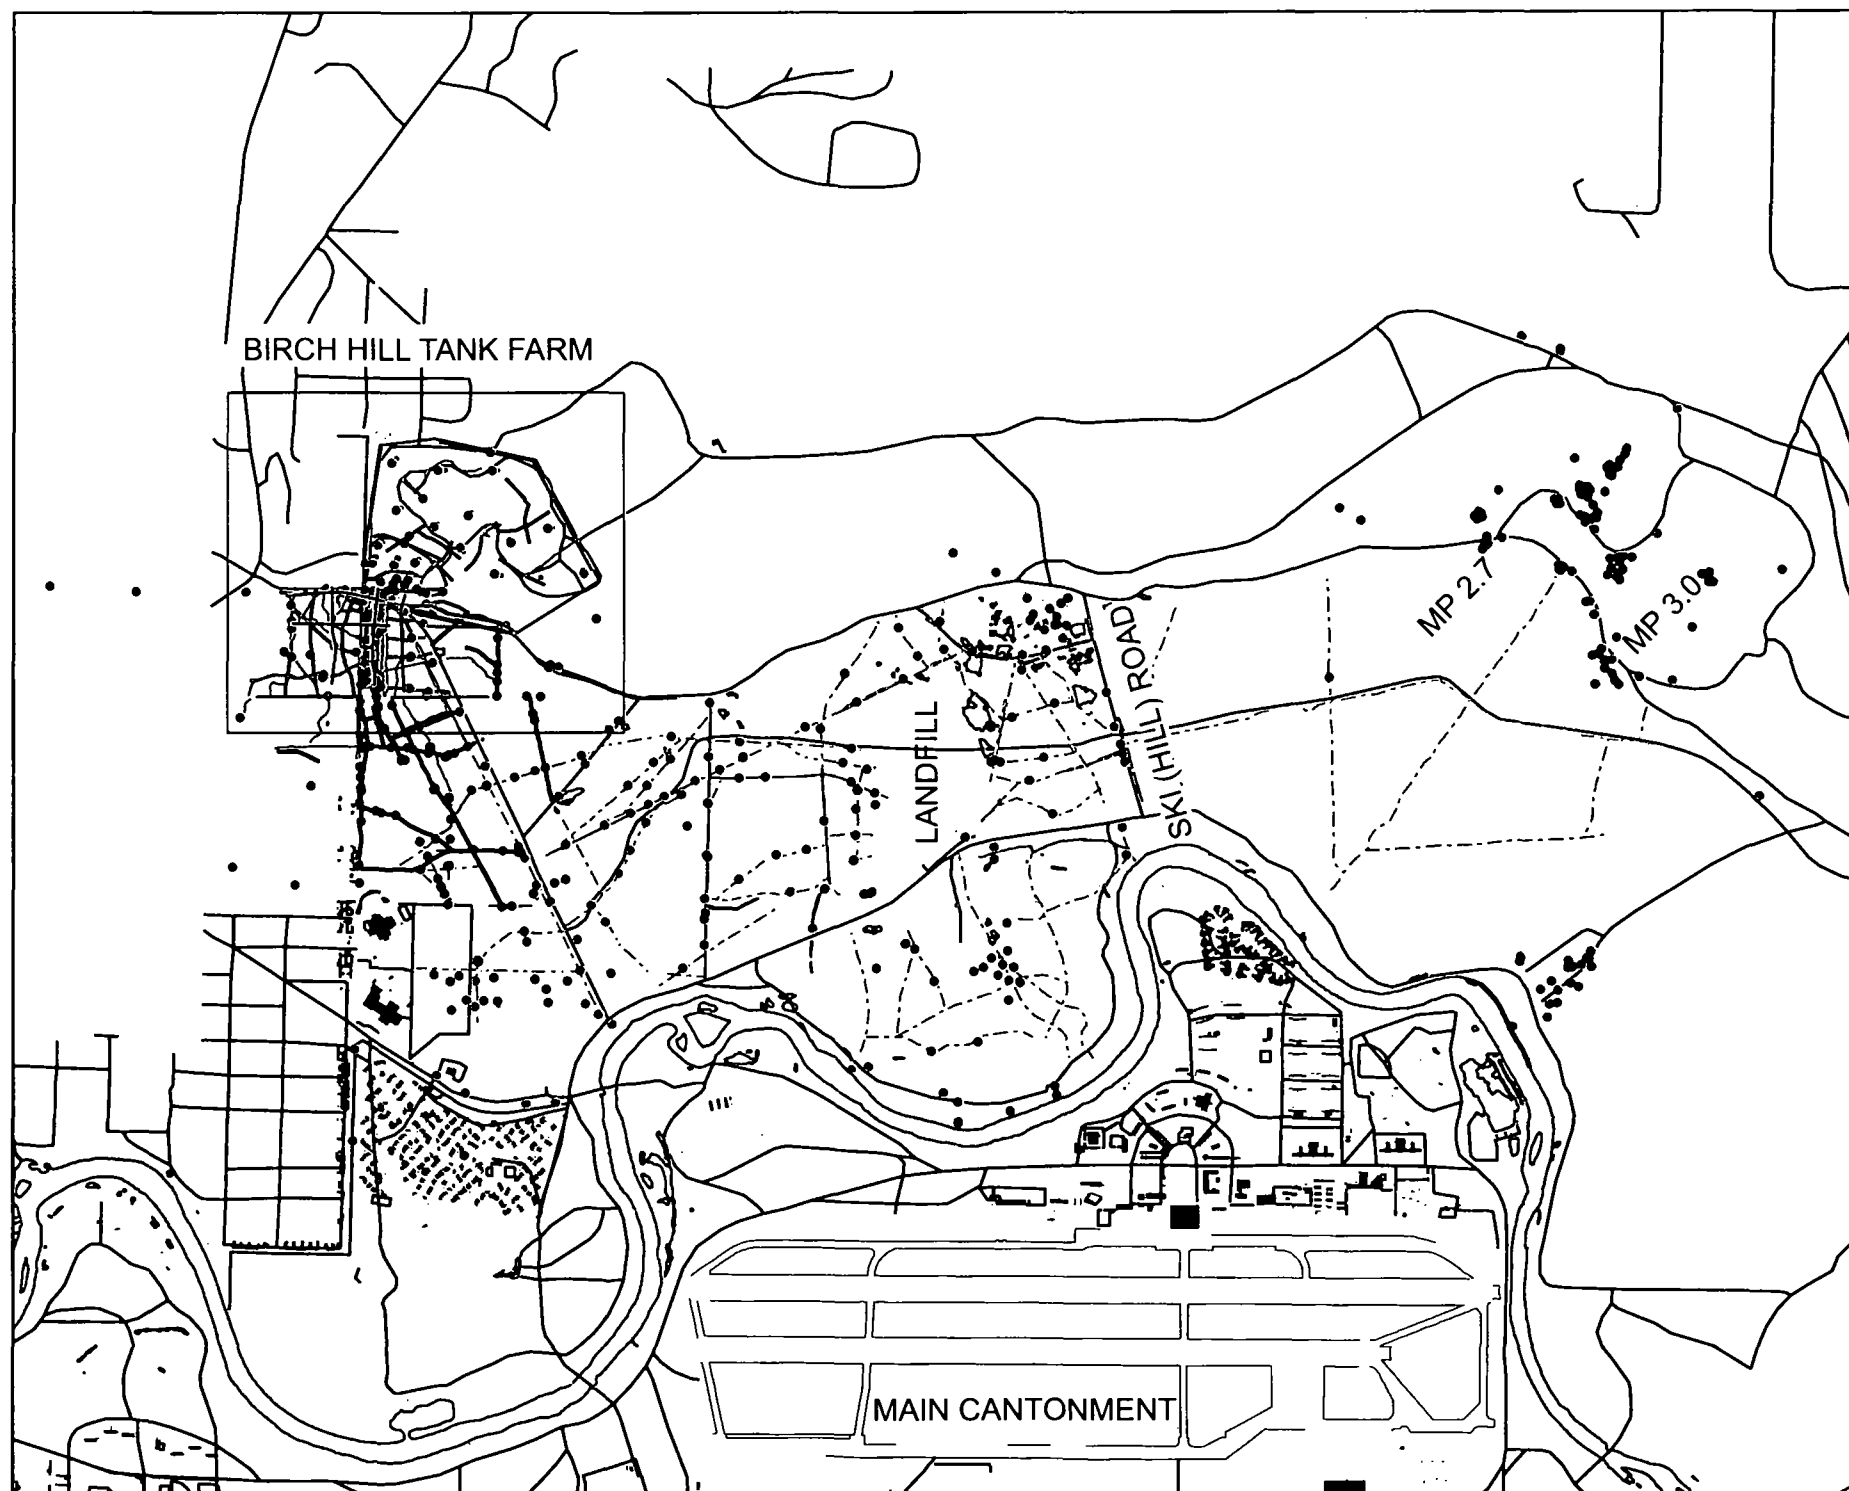 BIRCH HILL TANK FARM
MP 2.7
MP 3.0
SKI (HILL) ROAD
LANDFILL
MAIN CANTONMENT